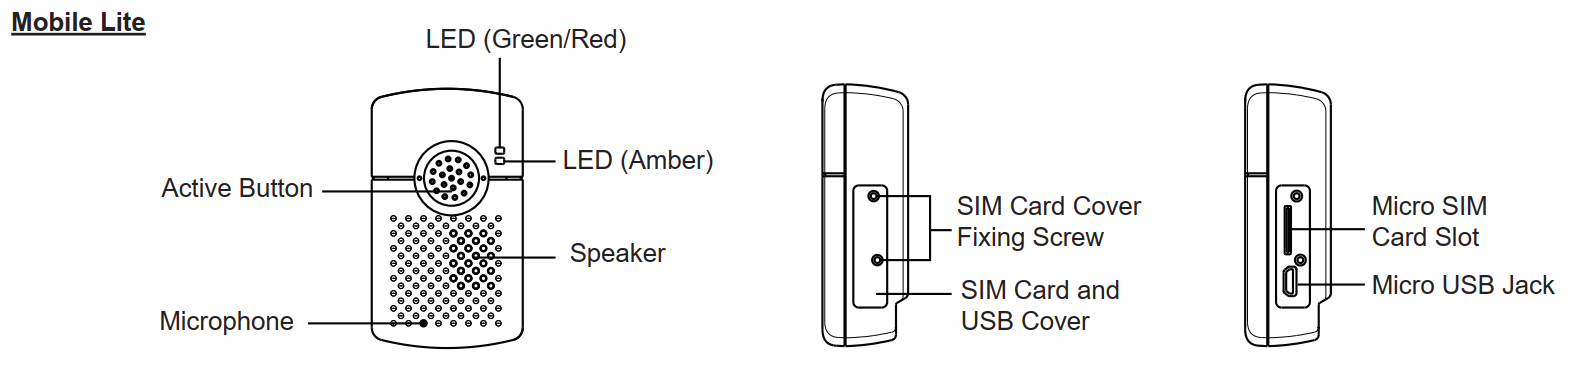 Mobile Lite
LED (Green/Red)
LED (Amber)
Active Button
Speaker
Microphone
SIM Card Cover
Fixing Screw
SIM Card and
USB Cover
Micro SIM
Card Slot
Micro USB Jack